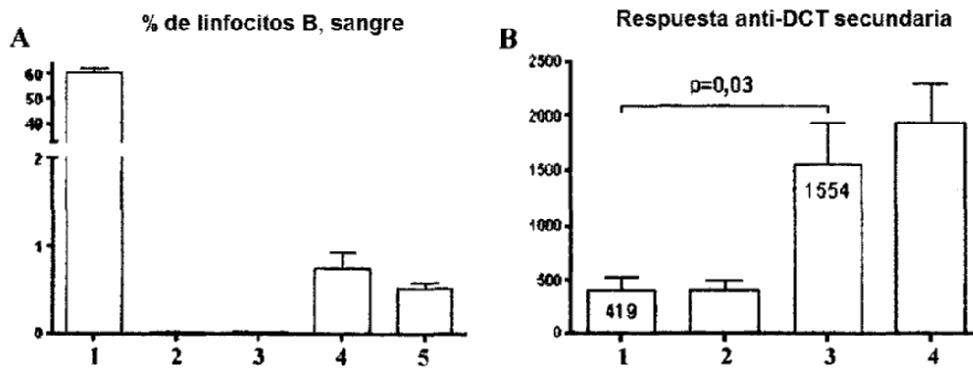 A
% de linfocitos B, sangre
60
50
40
2
1
0
1 2 3 4 5
B
Respuesta anti-DCT secundaria
2500
2000
1500
1000
500
0
p=0,03
419
1554
1 2 3 4